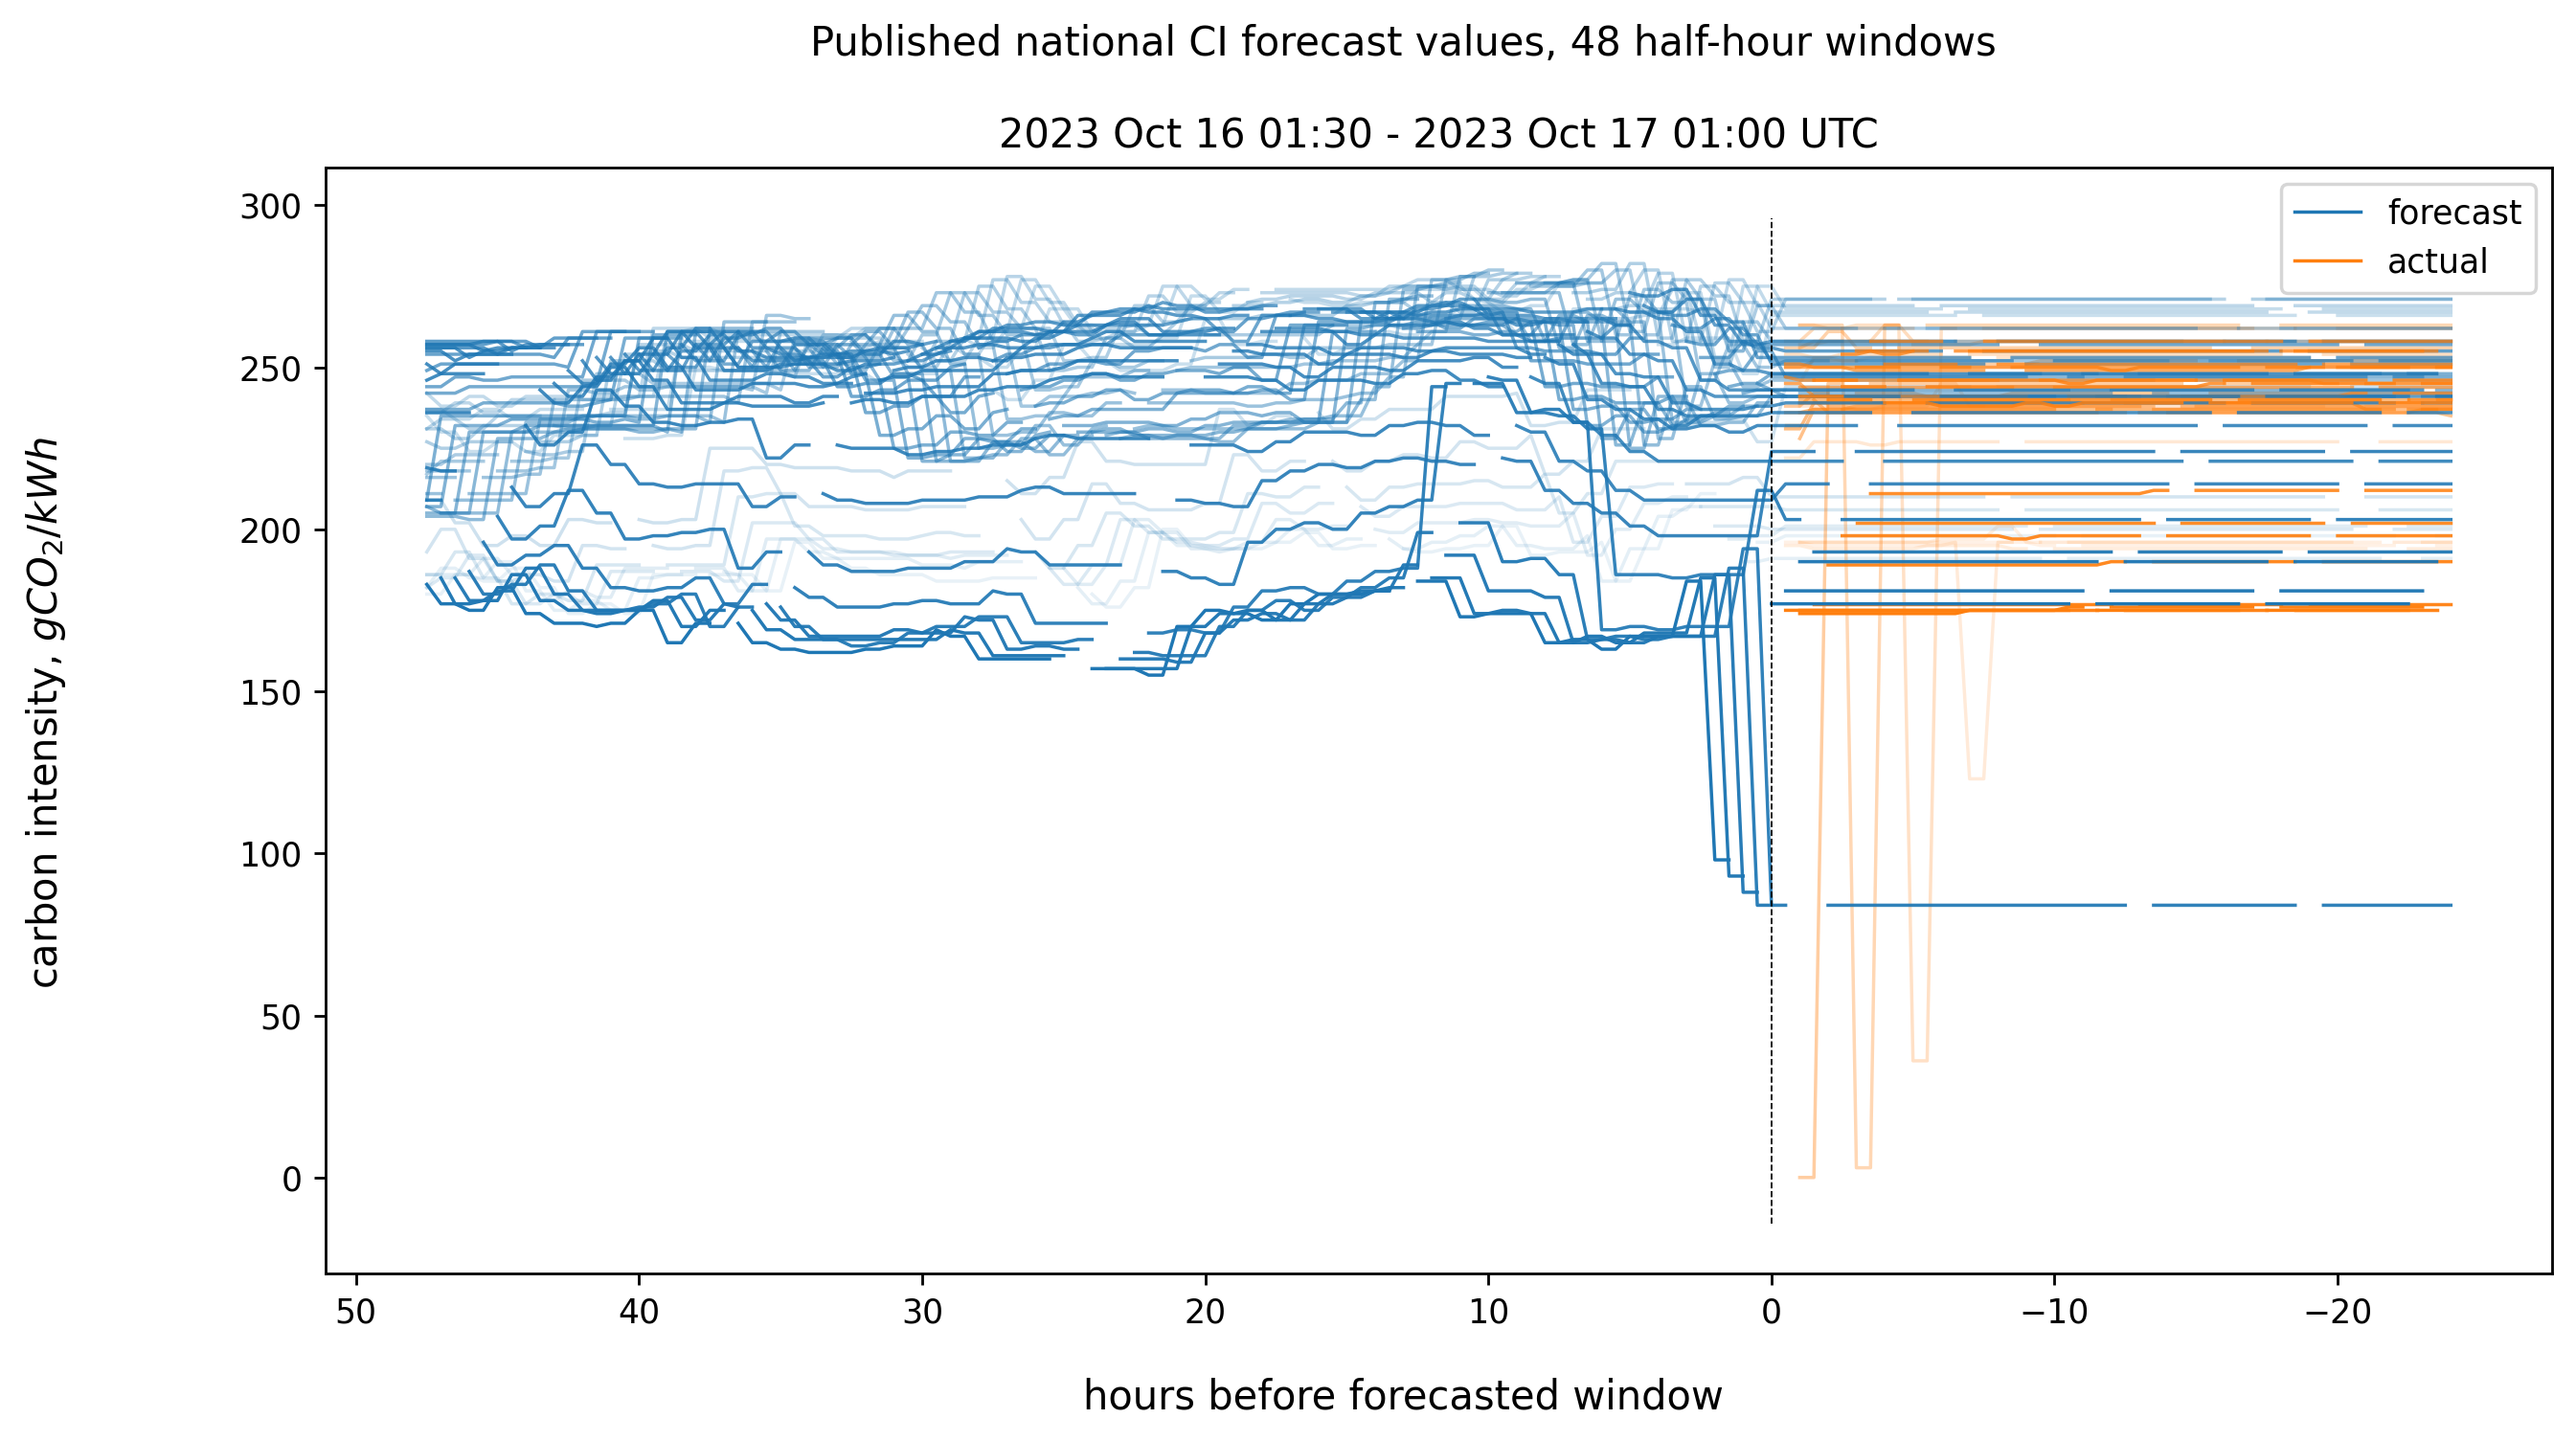 Published national CI forecast values, 48 half-hour windows
2023 Oct 16 01:30 - 2023 Oct 17 01:00 UTC
300
250
200
150
100
50
0
carbon intensity, gCO₂/kWh
forecast
actual
50
40
30
20
10
0
−10
−20
hours before forecasted window